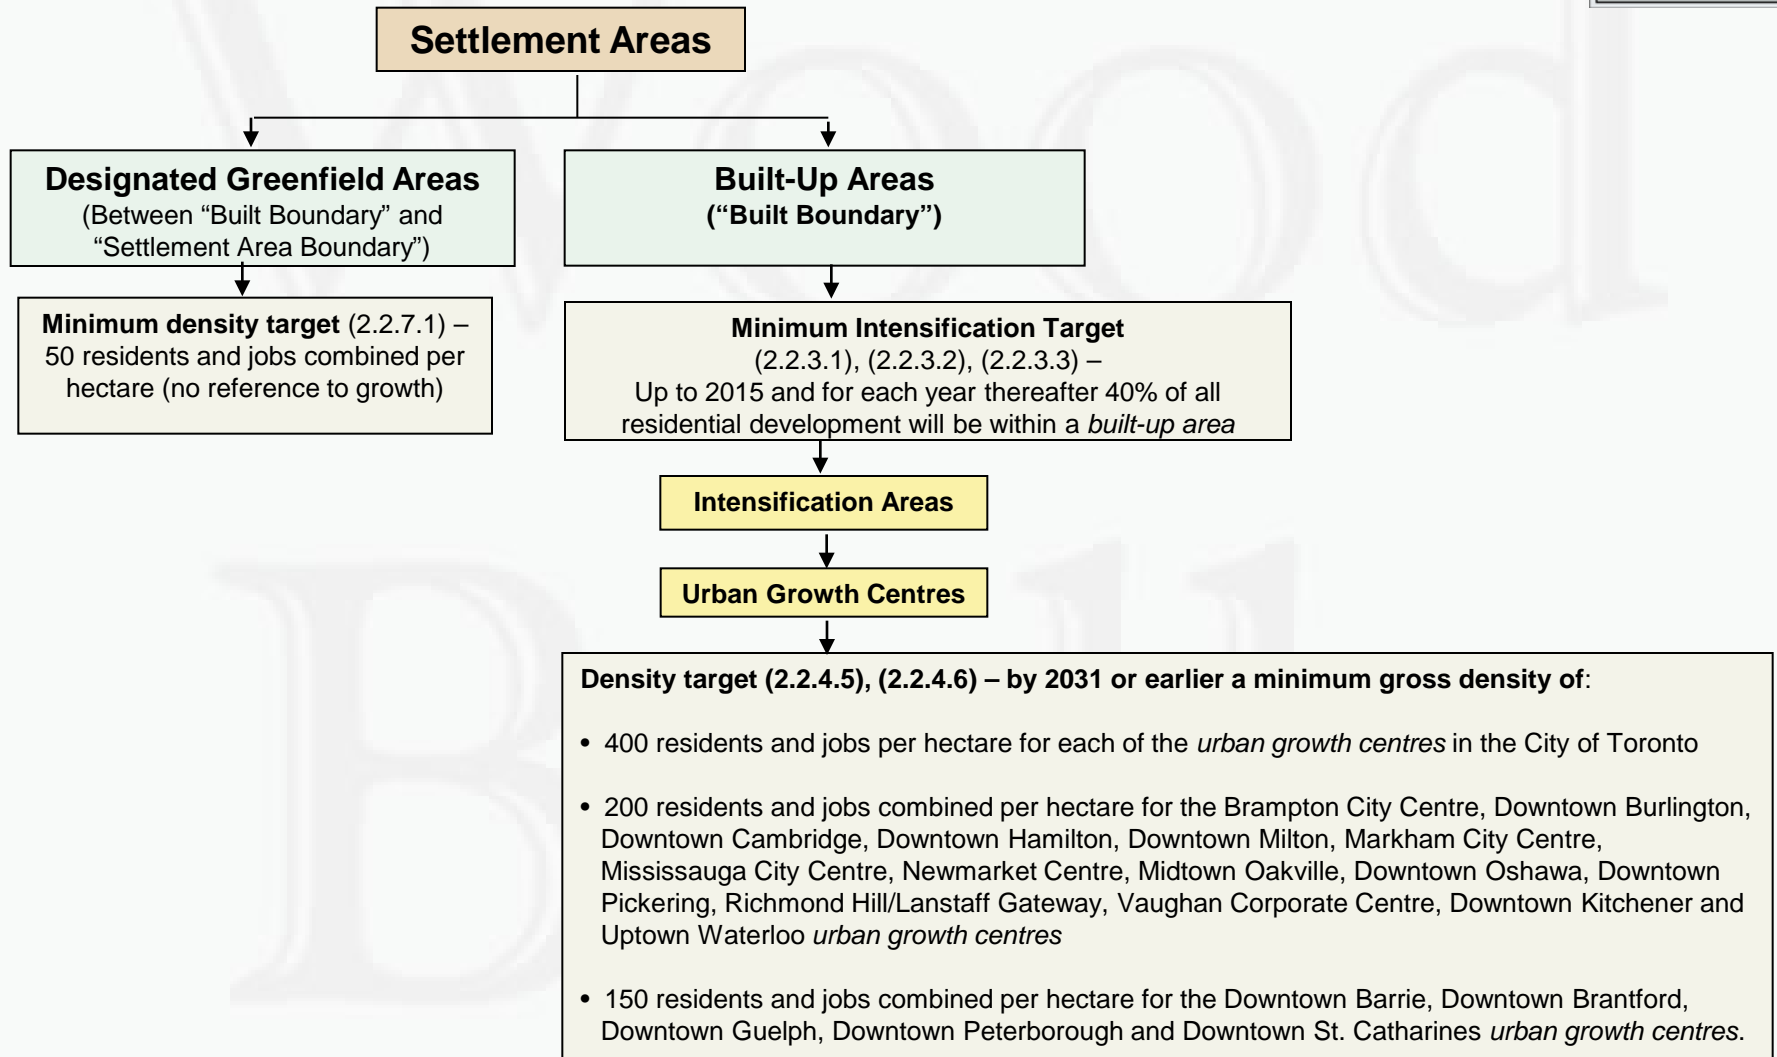 Settlement Areas
Designated Greenfield Areas
(Between “Built Boundary” and
“Settlement Area Boundary”)
Built-Up Areas
(“Built Boundary”)
Minimum density target (2.2.7.1) –
50 residents and jobs combined per
hectare (no reference to growth)
Minimum Intensification Target
(2.2.3.1), (2.2.3.2), (2.2.3.3) –
Up to 2015 and for each year thereafter 40% of all
residential development will be within a built-up area
Intensification Areas
Urban Growth Centres
Density target (2.2.4.5), (2.2.4.6) – by 2031 or earlier a minimum gross density of:
• 400 residents and jobs per hectare for each of the urban growth centres in the City of Toronto
• 200 residents and jobs combined per hectare for the Brampton City Centre, Downtown Burlington,
Downtown Cambridge, Downtown Hamilton, Downtown Milton, Markham City Centre,
Mississauga City Centre, Newmarket Centre, Midtown Oakville, Downtown Oshawa, Downtown
Pickering, Richmond Hill/Lanstaff Gateway, Vaughan Corporate Centre, Downtown Kitchener and
Uptown Waterloo urban growth centres
• 150 residents and jobs combined per hectare for the Downtown Barrie, Downtown Brantford,
Downtown Guelph, Downtown Peterborough and Downtown St. Catharines urban growth centres.
Wood
Bull